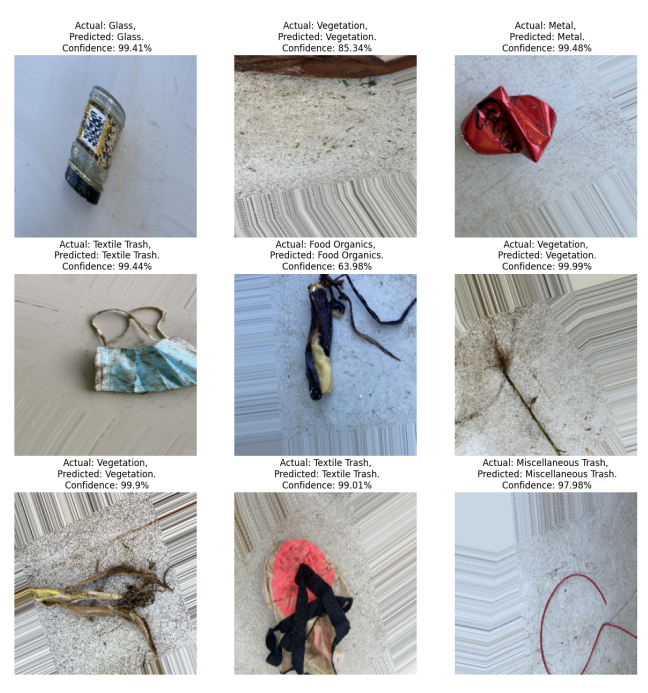 Actual: Glass,
Predicted: Glass.
Confidence: 99.41%
Actual: Vegetation,
Predicted: Vegetation.
Confidence: 85.34%
Actual: Metal,
Predicted: Metal.
Confidence: 99.48%
Actual: Textile Trash,
Predicted: Textile Trash.
Confidence: 99.44%
Actual: Food Organics,
Predicted: Food Organics.
Confidence: 63.98%
Actual: Vegetation,
Predicted: Vegetation.
Confidence: 99.99%
Actual: Vegetation,
Predicted: Vegetation.
Confidence: 99.9%
Actual: Textile Trash,
Predicted: Textile Trash.
Confidence: 99.01%
Actual: Miscellaneous Trash,
Predicted: Miscellaneous Trash.
Confidence: 97.98%